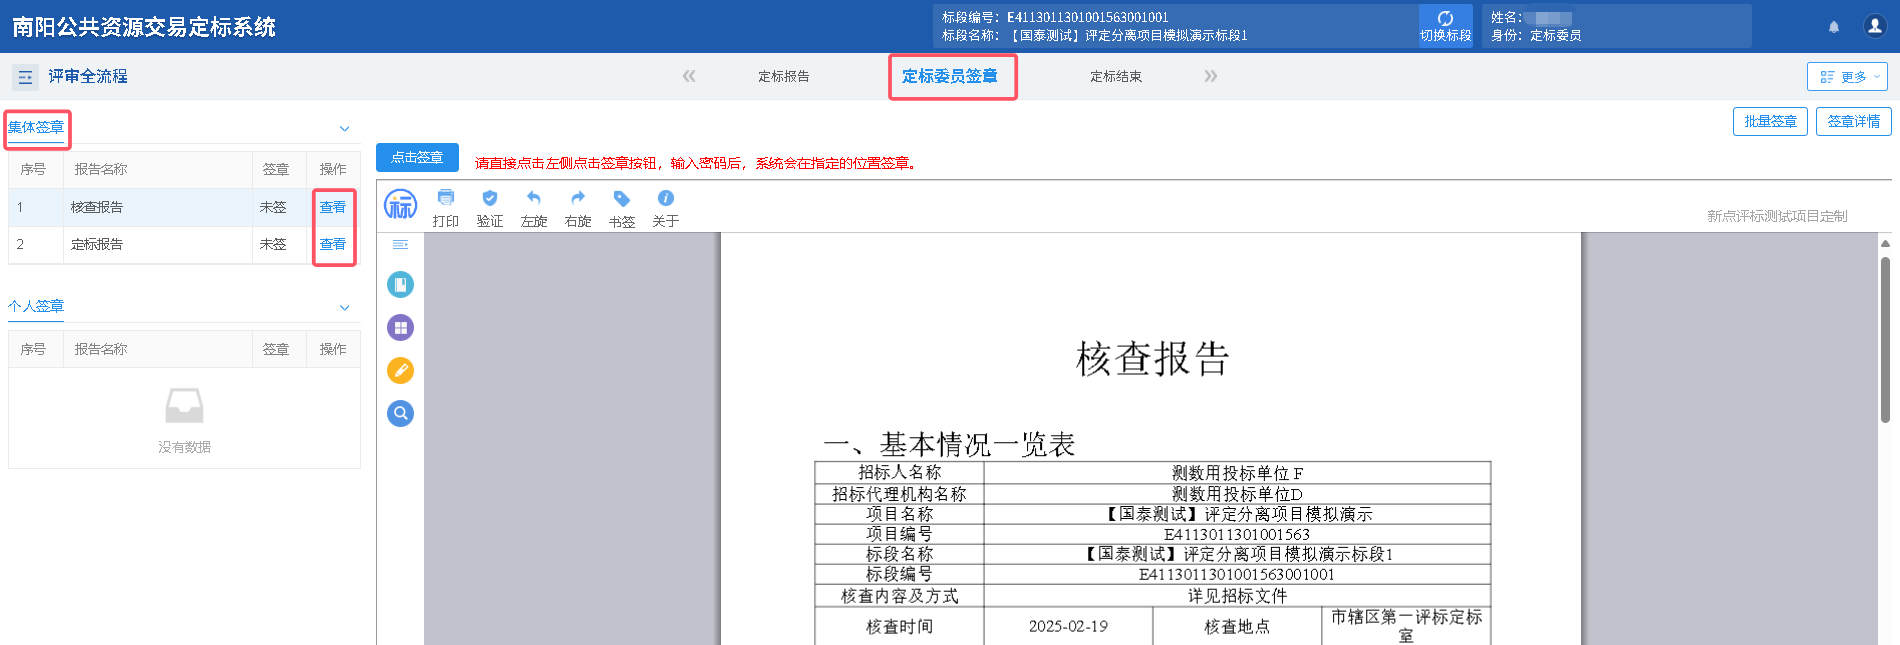 南阳公共资源交易定标系统
标段编号：E4113011301001563001001
标段名称：【国泰测试】评定分离项目模拟演示标段1
切换标段
姓名：
身份：定标委员
评审全流程
定标报告
定标委员签章
定标结束
更多
集体签章
批量签章
签章详情
序号 报告名称 签章 操作
1 核查报告 未签 查看
2 定标报告 未签 查看
个人签章
序号 报告名称 签章 操作
没有数据
点击签章
请直接点击左侧点击签章按钮，输入密码后，系统会在指定的位置签章。
标
打印 验证 左旋 右旋 书签 关于
新点评标测试项目定制
核查报告
一、基本情况一览表
招标人名称 测数用投标单位 F
招标代理机构名称 测数用投标单位D
项目名称 【国泰测试】评定分离项目模拟演示
项目编号 E4113011301001563
标段名称 【国泰测试】评定分离项目模拟演示标段1
标段编号 E4113011301001563001001
核查内容及方式 详见招标文件
核查时间 2025-02-19 核查地点 市辖区第一评标定标
室